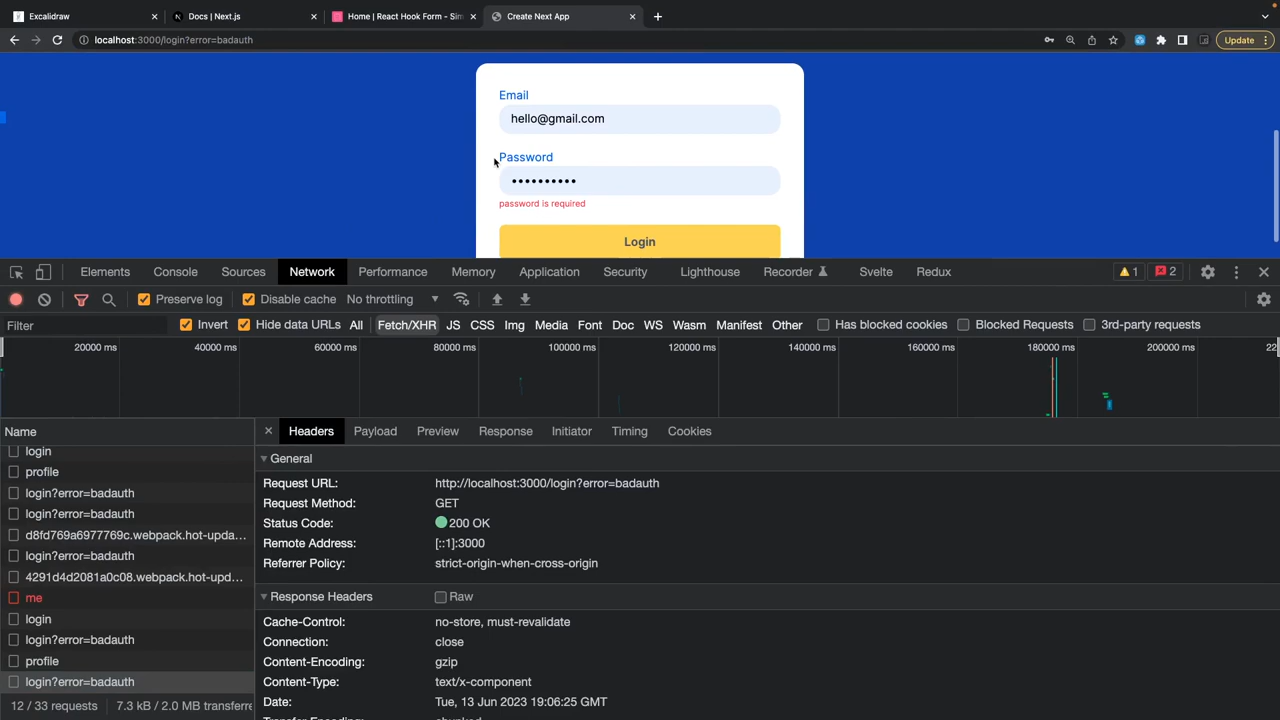 Excalidraw
Docs | Next.js
Home | React Hook Form - Sim
Create Next App
localhost:3000/login?error=badauth
Update
Email
hello@gmail.com
Password
••••••••••
password is required
Login
Elements
Console
Sources
Network
Performance
Memory
Application
Security
Lighthouse
Recorder
Svelte
Redux
1
2
Preserve log
Disable cache
No throttling
Filter
Invert
Hide data URLs
All
Fetch/XHR
JS
CSS
Img
Media
Font
Doc
WS
Wasm
Manifest
Other
Has blocked cookies
Blocked Requests
3rd-party requests
20000 ms
40000 ms
60000 ms
80000 ms
100000 ms
120000 ms
140000 ms
160000 ms
180000 ms
200000 ms
22
Name
Headers
Payload
Preview
Response
Initiator
Timing
Cookies
login
profile
login?error=badauth
login?error=badauth
d8fd769a6977769c.webpack.hot-upda...
login?error=badauth
4291d4d2081a0c08.webpack.hot-upd...
me
login
login?error=badauth
profile
login?error=badauth
12 / 33 requests
7.3 kB / 2.0 MB transferre
General
Request URL: http://localhost:3000/login?error=badauth
Request Method: GET
Status Code: 200 OK
Remote Address: [::1]:3000
Referrer Policy: strict-origin-when-cross-origin
Response Headers
Raw
Cache-Control: no-store, must-revalidate
Connection: close
Content-Encoding: gzip
Content-Type: text/x-component
Date: Tue, 13 Jun 2023 19:06:25 GMT
Transfer-Encoding: chunked